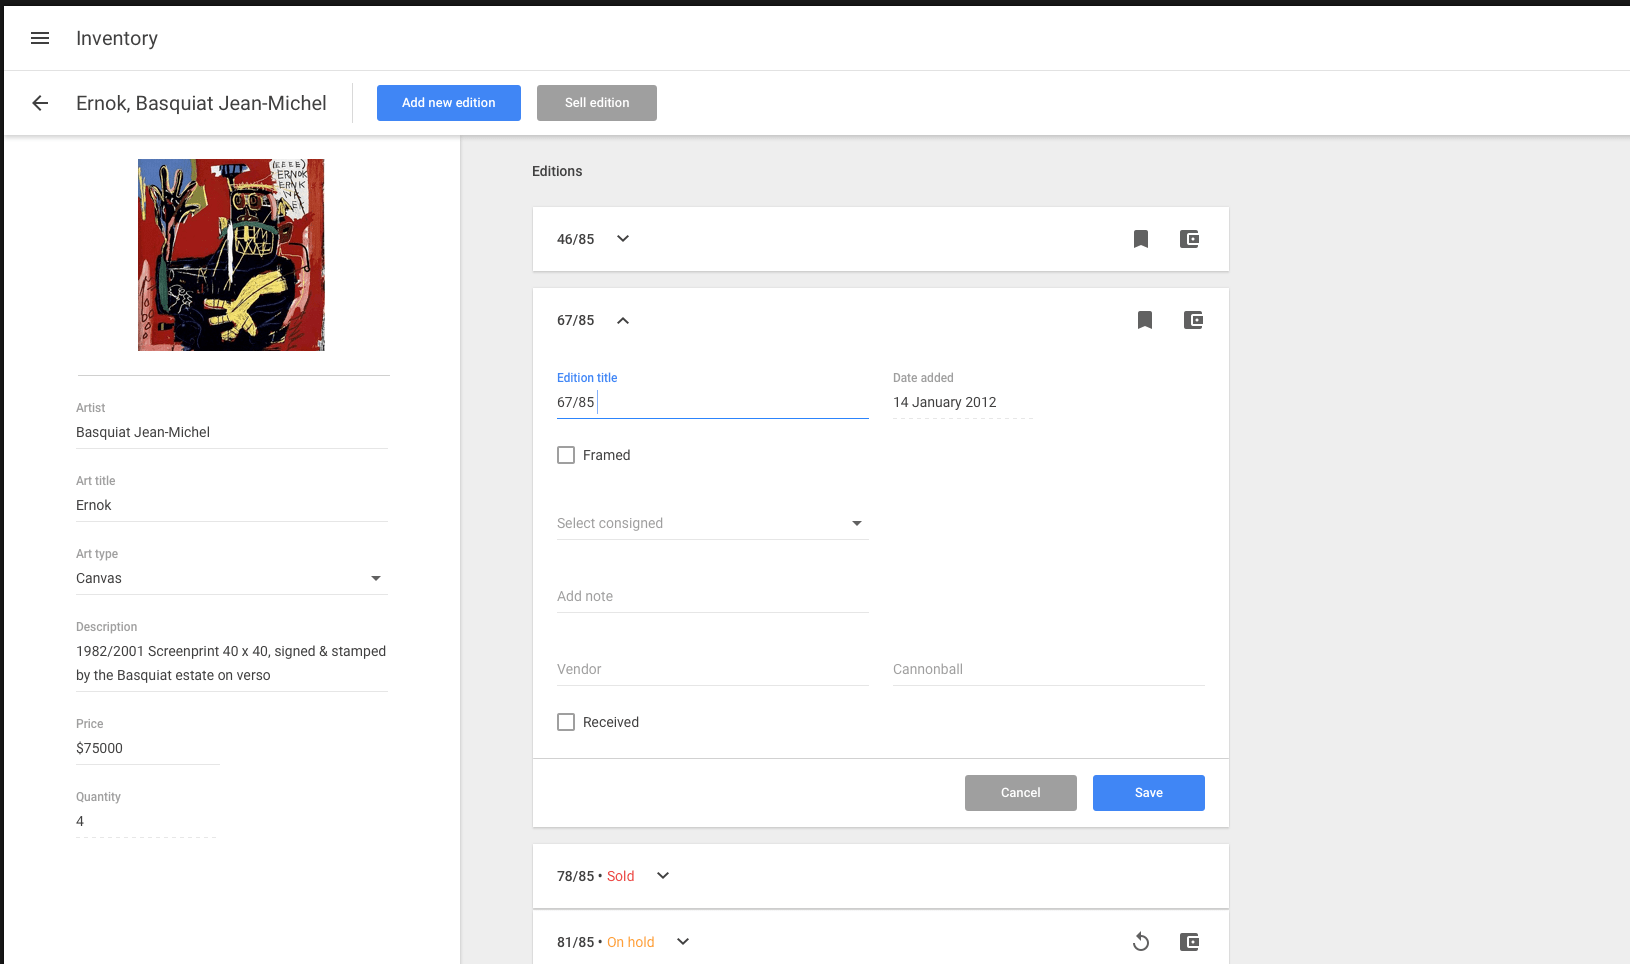 Inventory
Ernok, Basquiat Jean-Michel
Add new edition
Sell edition
ERNOK
Artist
Basquiat Jean-Michel
Art title
Ernok
Art type
Canvas
Description
1982/2001 Screenprint 40 x 40, signed & stamped
by the Basquiat estate on verso
Price
$75000
Quantity
4
Editions
46/85
67/85
Edition title
67/85
Date added
14 January 2012
Framed
Select consigned
Add note
Vendor
Cannonball
Received
Cancel
Save
78/85 • Sold
81/85 • On hold